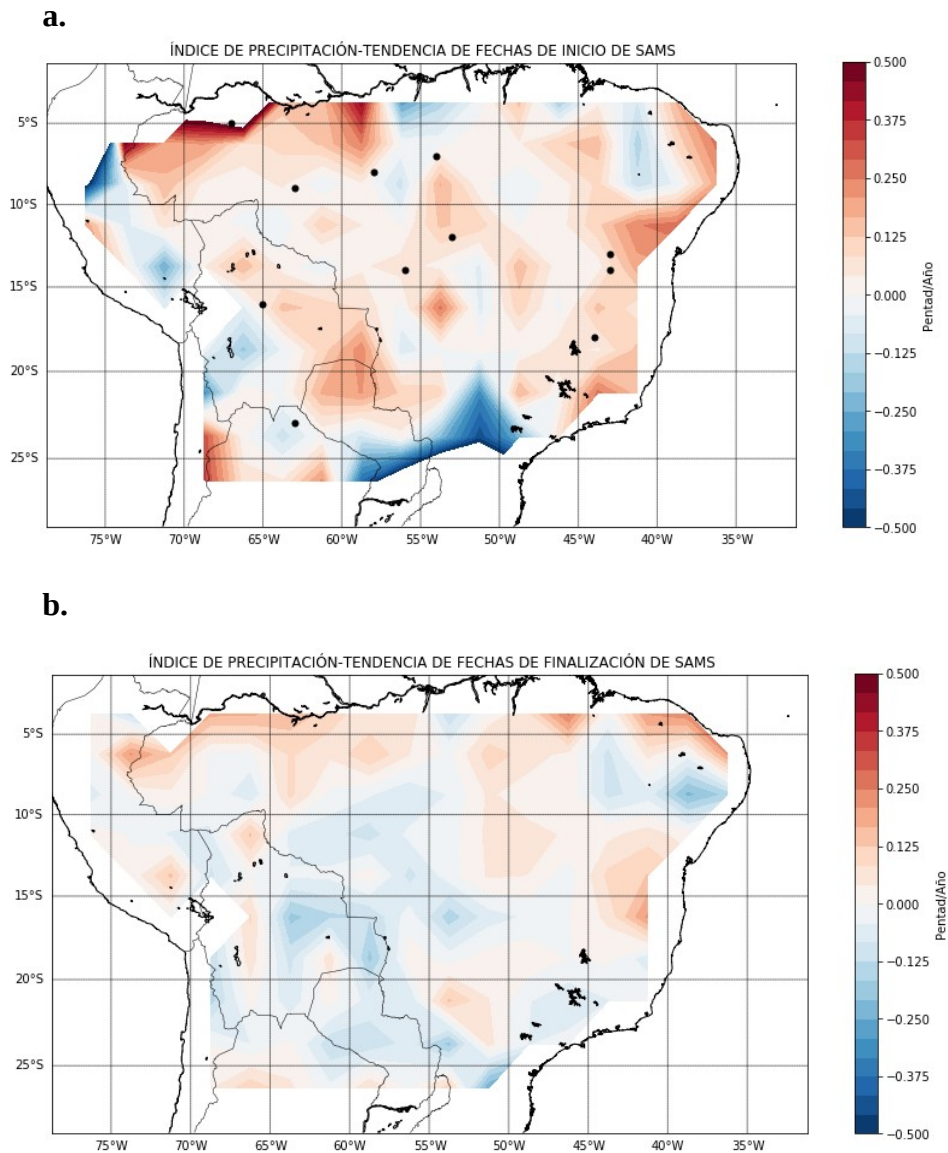 a.
ÍNDICE DE PRECIPITACIÓN-TENDENCIA DE FECHAS DE INICIO DE SAMS
5°S
10°S
15°S
20°S
25°S
75°W 70°W 65°W 60°W 55°W 50°W 45°W 40°W 35°W
0.500
0.375
0.250
0.125
0.000
−0.125
−0.250
−0.375
−0.500
Pentad/Año
b.
ÍNDICE DE PRECIPITACIÓN-TENDENCIA DE FECHAS DE FINALIZACIÓN DE SAMS
5°S
10°S
15°S
20°S
25°S
75°W 70°W 65°W 60°W 55°W 50°W 45°W 40°W 35°W
0.500
0.375
0.250
0.125
0.000
−0.125
−0.250
−0.375
−0.500
Pentad/Año